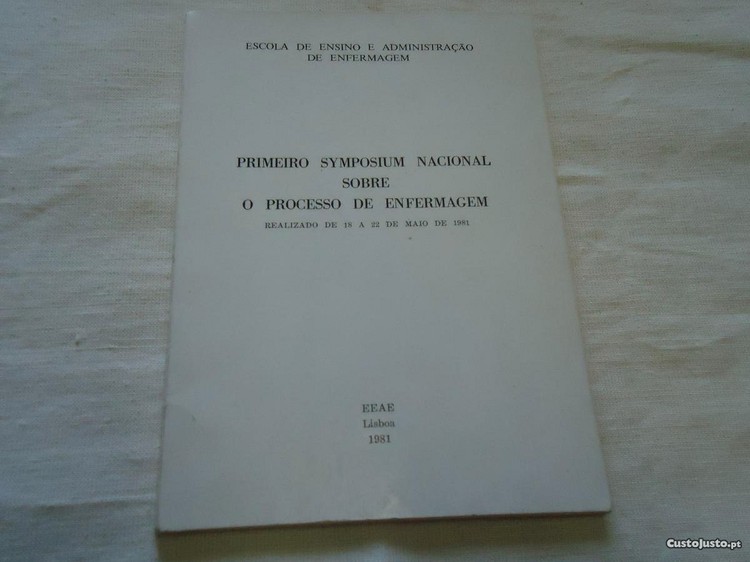 ESCOLA DE ENSINO E ADMINISTRAÇÃO
DE ENFERMAGEM
PRIMEIRO SYMPOSIUM NACIONAL
SOBRE
O PROCESSO DE ENFERMAGEM
REALIZADO DE 18 A 22 DE MAIO DE 1981
EEAE
Lisboa
1981
CustoJusto.pt